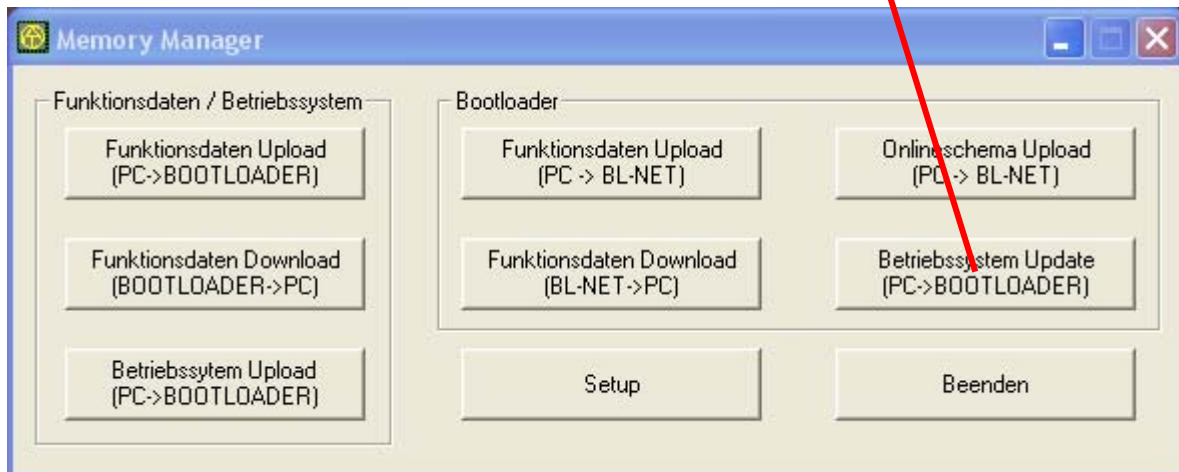 Memory Manager
Funktionsdaten / Betriebssystem
Funktionsdaten Upload
(PC->BOOTLOADER)
Funktionsdaten Download
(BOOTLOADER->PC)
Betriebssytem Upload
(PC->BOOTLOADER)
Bootloader
Funktionsdaten Upload
(PC -> BL-NET)
Onlineschema Upload
(PC -> BL-NET)
Funktionsdaten Download
(BL-NET->PC)
Betriebssystem Update
(PC->BOOTLOADER)
Setup
Beenden